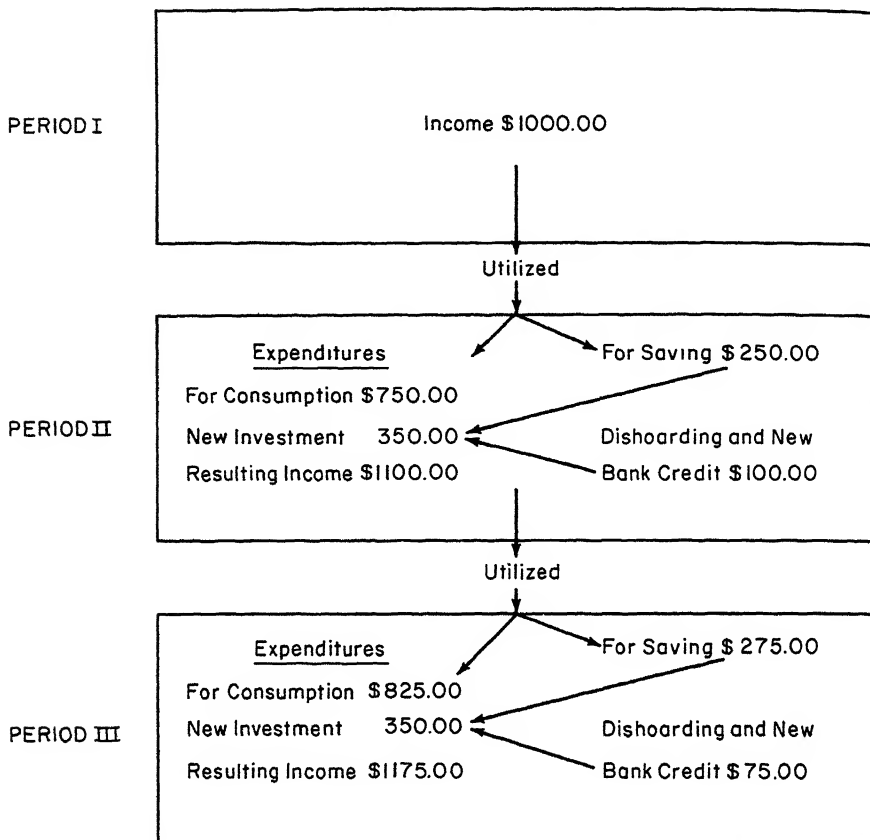 PERIOD I
Income $1000.00
Utilized
Expenditures
For Saving $250.00
For Consumption $750.00
PERIOD II
New Investment 350.00
Dishoarding and New
Resulting Income $1100.00
Bank Credit $100.00
Utilized
Expenditures
For Saving $275.00
For Consumption $825.00
PERIOD III
New Investment 350.00
Dishoarding and New
Resulting Income $1175.00
Bank Credit $75.00